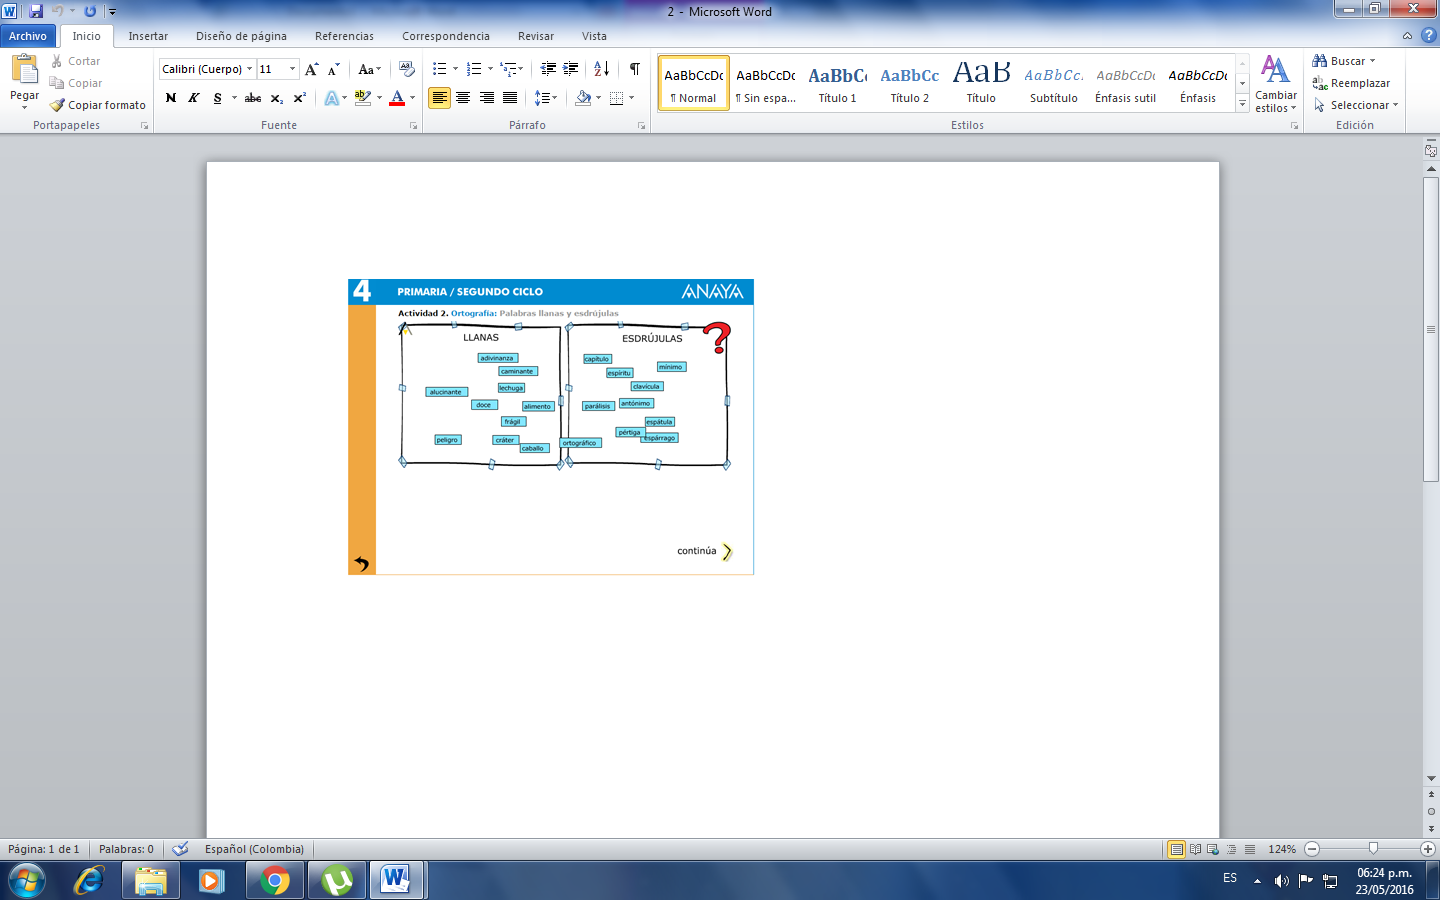 2 - Microsoft Word
Archivo Inicio Insertar Diseño de página Referencias Correspondencia Revisar Vista
Pegar
Cortar
Copiar
Copiar formato
Portapapeles
Calibri (Cuerpo) 11
N K S abc x₂ x²
Fuente
Párrafo
AaBbCcDc AaBbCcDc AaBbC AaBbCc AaB AaBbCc. AaBbCcDc AaBbCcDc
¶ Normal ¶ Sin espa... Título 1 Título 2 Título Subtítulo Énfasis sutil Énfasis
Cambiar estilos
Estilos
Buscar
Reemplazar
Seleccionar
Edición
4 PRIMARIA / SEGUNDO CICLO ANAYA
Actividad 2. Ortografía: Palabras llanas y esdrújulas
LLANAS
adivinanza
caminante
alucinante
lechuga
doce
alimento
frágil
peligro
cráter
caballo
ESDRÚJULAS
capítulo
mínimo
espíritu
clavícula
parálisis
antónimo
espátula
pértiga
espárrago
ortográfico
continúa
Página: 1 de 1 Palabras: 0 Español (Colombia) 124%
ES 06:24 p.m.
23/05/2016